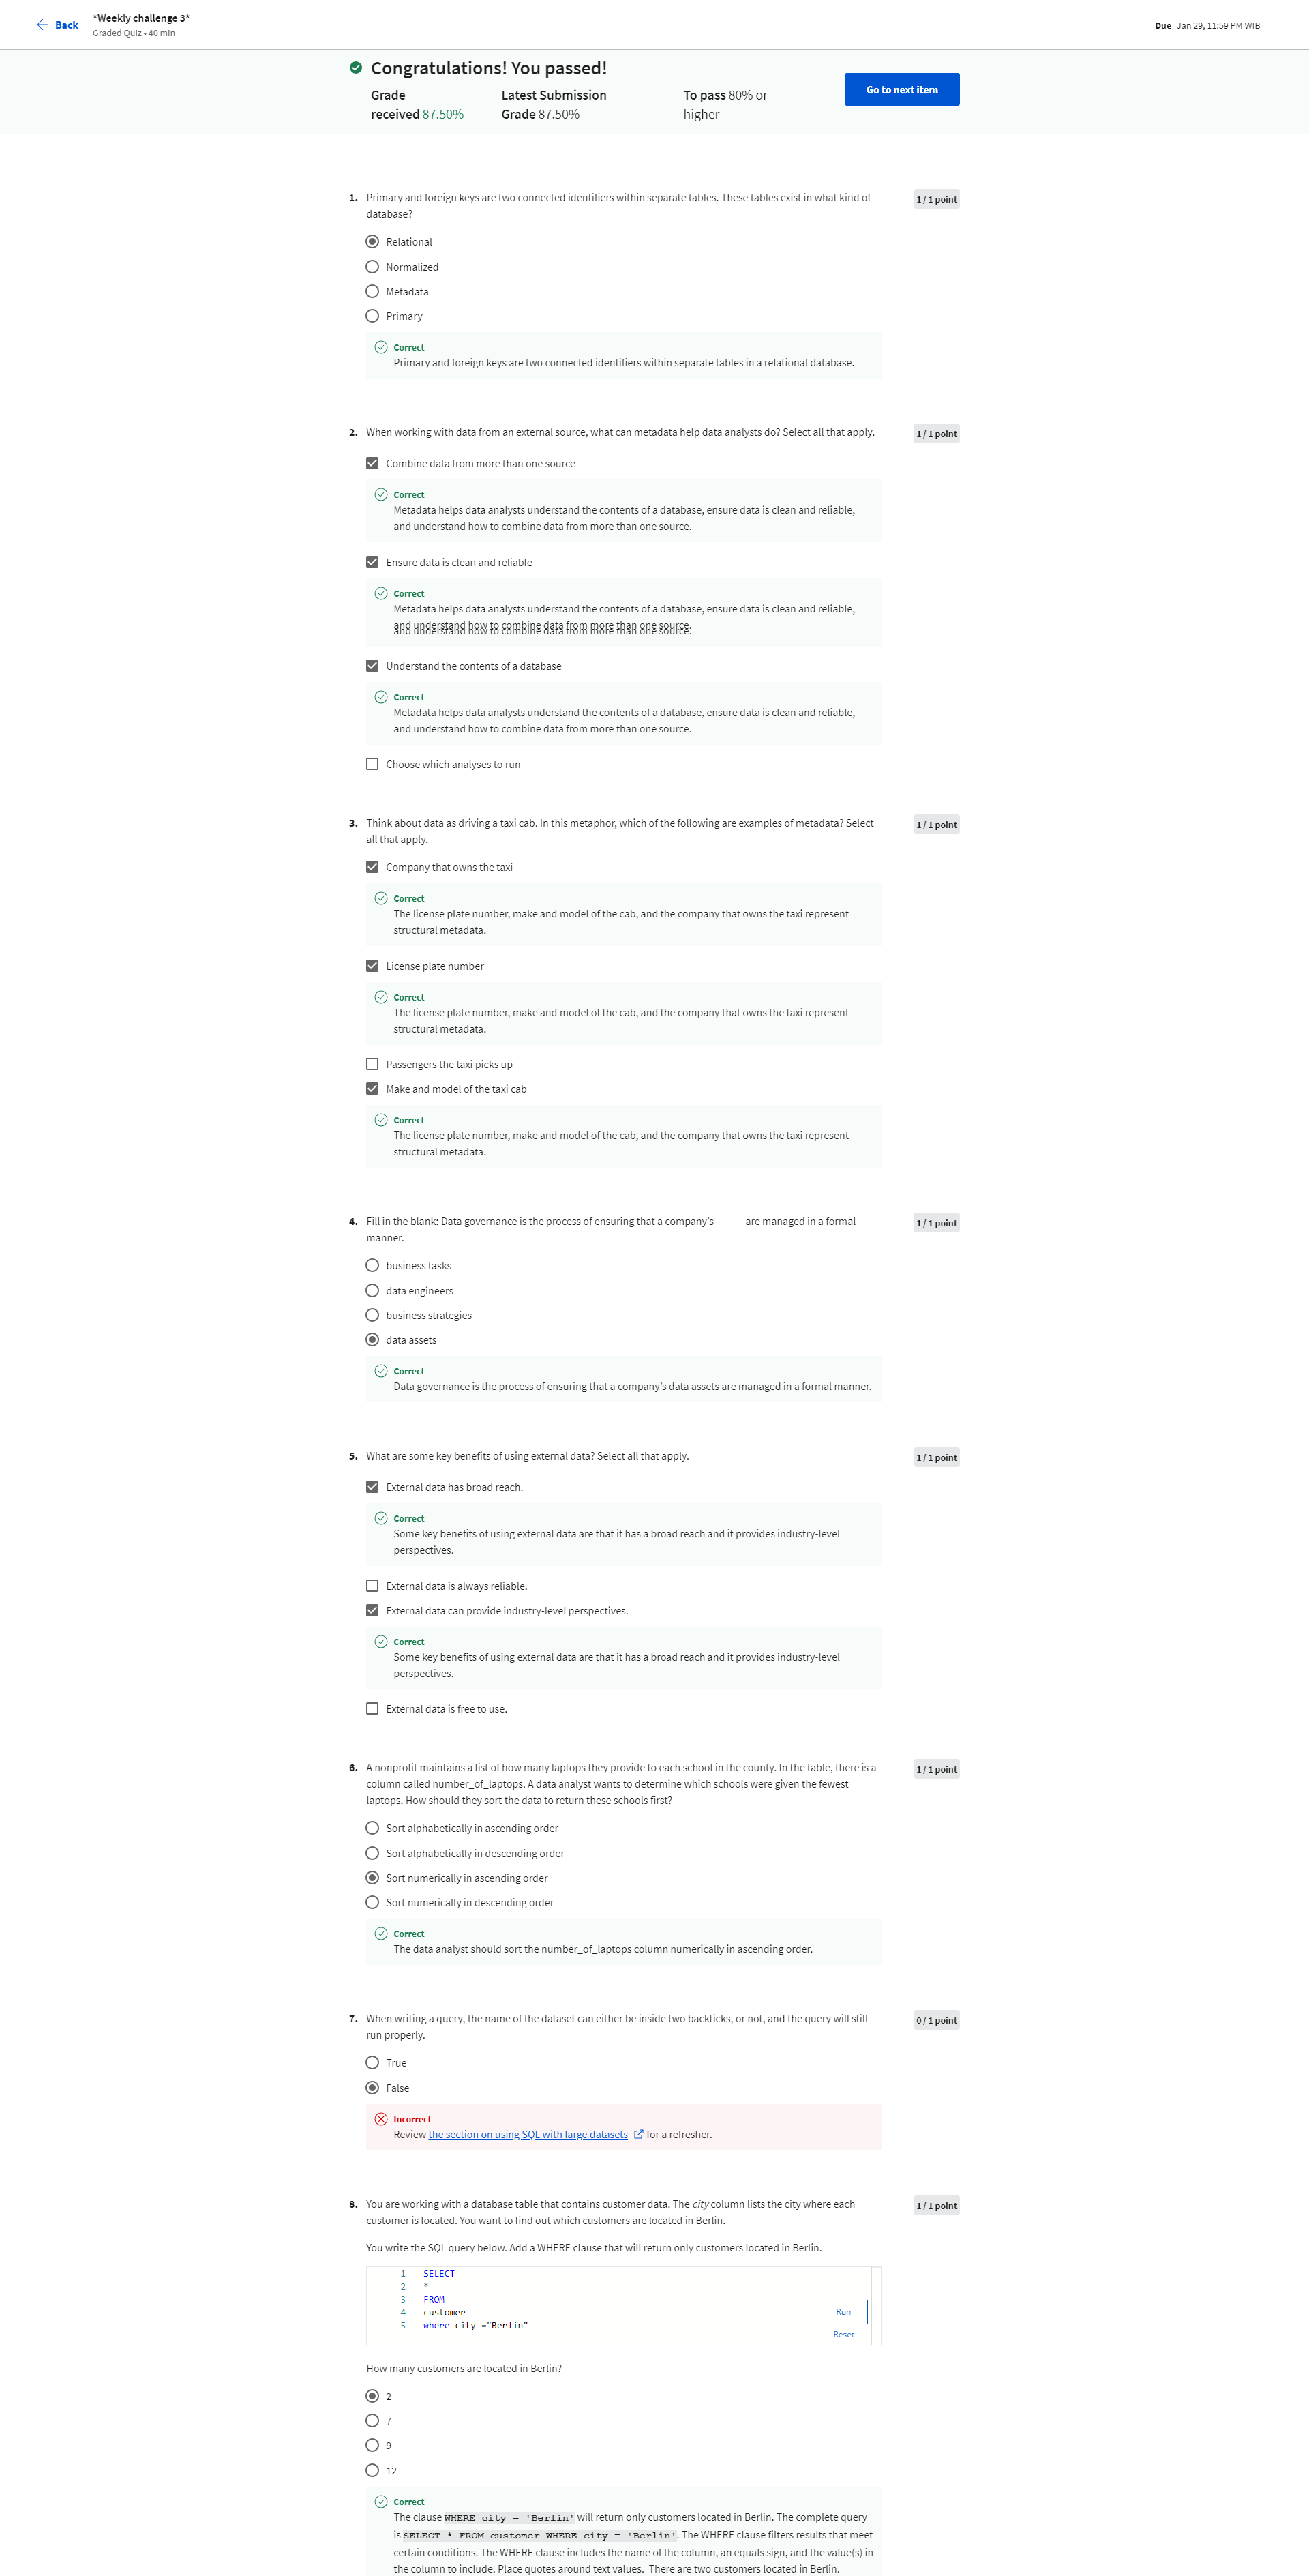 Back
*Weekly challenge 3*
Graded Quiz • 40 min
Due Jan 29, 11:59 PM WIB
Congratulations! You passed!
Grade received 87.50%
Latest Submission Grade 87.50%
To pass 80% or higher
Go to next item
1. Primary and foreign keys are two connected identifiers within separate tables. These tables exist in what kind of
database?
1 / 1 point
Relational
Normalized
Metadata
Primary
Correct
Primary and foreign keys are two connected identifiers within separate tables in a relational database.
2. When working with data from an external source, what can metadata help data analysts do? Select all that apply.
1 / 1 point
Combine data from more than one source
Correct
Metadata helps data analysts understand the contents of a database, ensure data is clean and reliable,
and understand how to combine data from more than one source.
Ensure data is clean and reliable
Correct
Metadata helps data analysts understand the contents of a database, ensure data is clean and reliable,
and understand how to combine data from more than one source.
and understand how to combine data from more than one source.
Understand the contents of a database
Correct
Metadata helps data analysts understand the contents of a database, ensure data is clean and reliable,
and understand how to combine data from more than one source.
Choose which analyses to run
3. Think about data as driving a taxi cab. In this metaphor, which of the following are examples of metadata? Select
all that apply.
1 / 1 point
Company that owns the taxi
Correct
The license plate number, make and model of the cab, and the company that owns the taxi represent
structural metadata.
License plate number
Correct
The license plate number, make and model of the cab, and the company that owns the taxi represent
structural metadata.
Passengers the taxi picks up
Make and model of the taxi cab
Correct
The license plate number, make and model of the cab, and the company that owns the taxi represent
structural metadata.
4. Fill in the blank: Data governance is the process of ensuring that a company’s _____ are managed in a formal
manner.
1 / 1 point
business tasks
data engineers
business strategies
data assets
Correct
Data governance is the process of ensuring that a company’s data assets are managed in a formal manner.
5. What are some key benefits of using external data? Select all that apply.
1 / 1 point
External data has broad reach.
Correct
Some key benefits of using external data are that it has a broad reach and it provides industry-level
perspectives.
External data is always reliable.
External data can provide industry-level perspectives.
Correct
Some key benefits of using external data are that it has a broad reach and it provides industry-level
perspectives.
External data is free to use.
6. A nonprofit maintains a list of how many laptops they provide to each school in the county. In the table, there is a
column called number_of_laptops. A data analyst wants to determine which schools were given the fewest
laptops. How should they sort the data to return these schools first?
1 / 1 point
Sort alphabetically in ascending order
Sort alphabetically in descending order
Sort numerically in ascending order
Sort numerically in descending order
Correct
The data analyst should sort the number_of_laptops column numerically in ascending order.
7. When writing a query, the name of the dataset can either be inside two backticks, or not, and the query will still
run properly.
0 / 1 point
True
False
Incorrect
Review the section on using SQL with large datasets for a refresher.
8. You are working with a database table that contains customer data. The city column lists the city where each
customer is located. You want to find out which customers are located in Berlin.
1 / 1 point
You write the SQL query below. Add a WHERE clause that will return only customers located in Berlin.
1 SELECT
2 *
3 FROM
4 customer
5 where city ="Berlin"
Run
Reset
How many customers are located in Berlin?
2
7
9
12
Correct
The clause WHERE city = 'Berlin' will return only customers located in Berlin. The complete query
is SELECT * FROM customer WHERE city = 'Berlin'. The WHERE clause filters results that meet
certain conditions. The WHERE clause includes the name of the column, an equals sign, and the value(s) in
the column to include. Place quotes around text values. There are two customers located in Berlin.